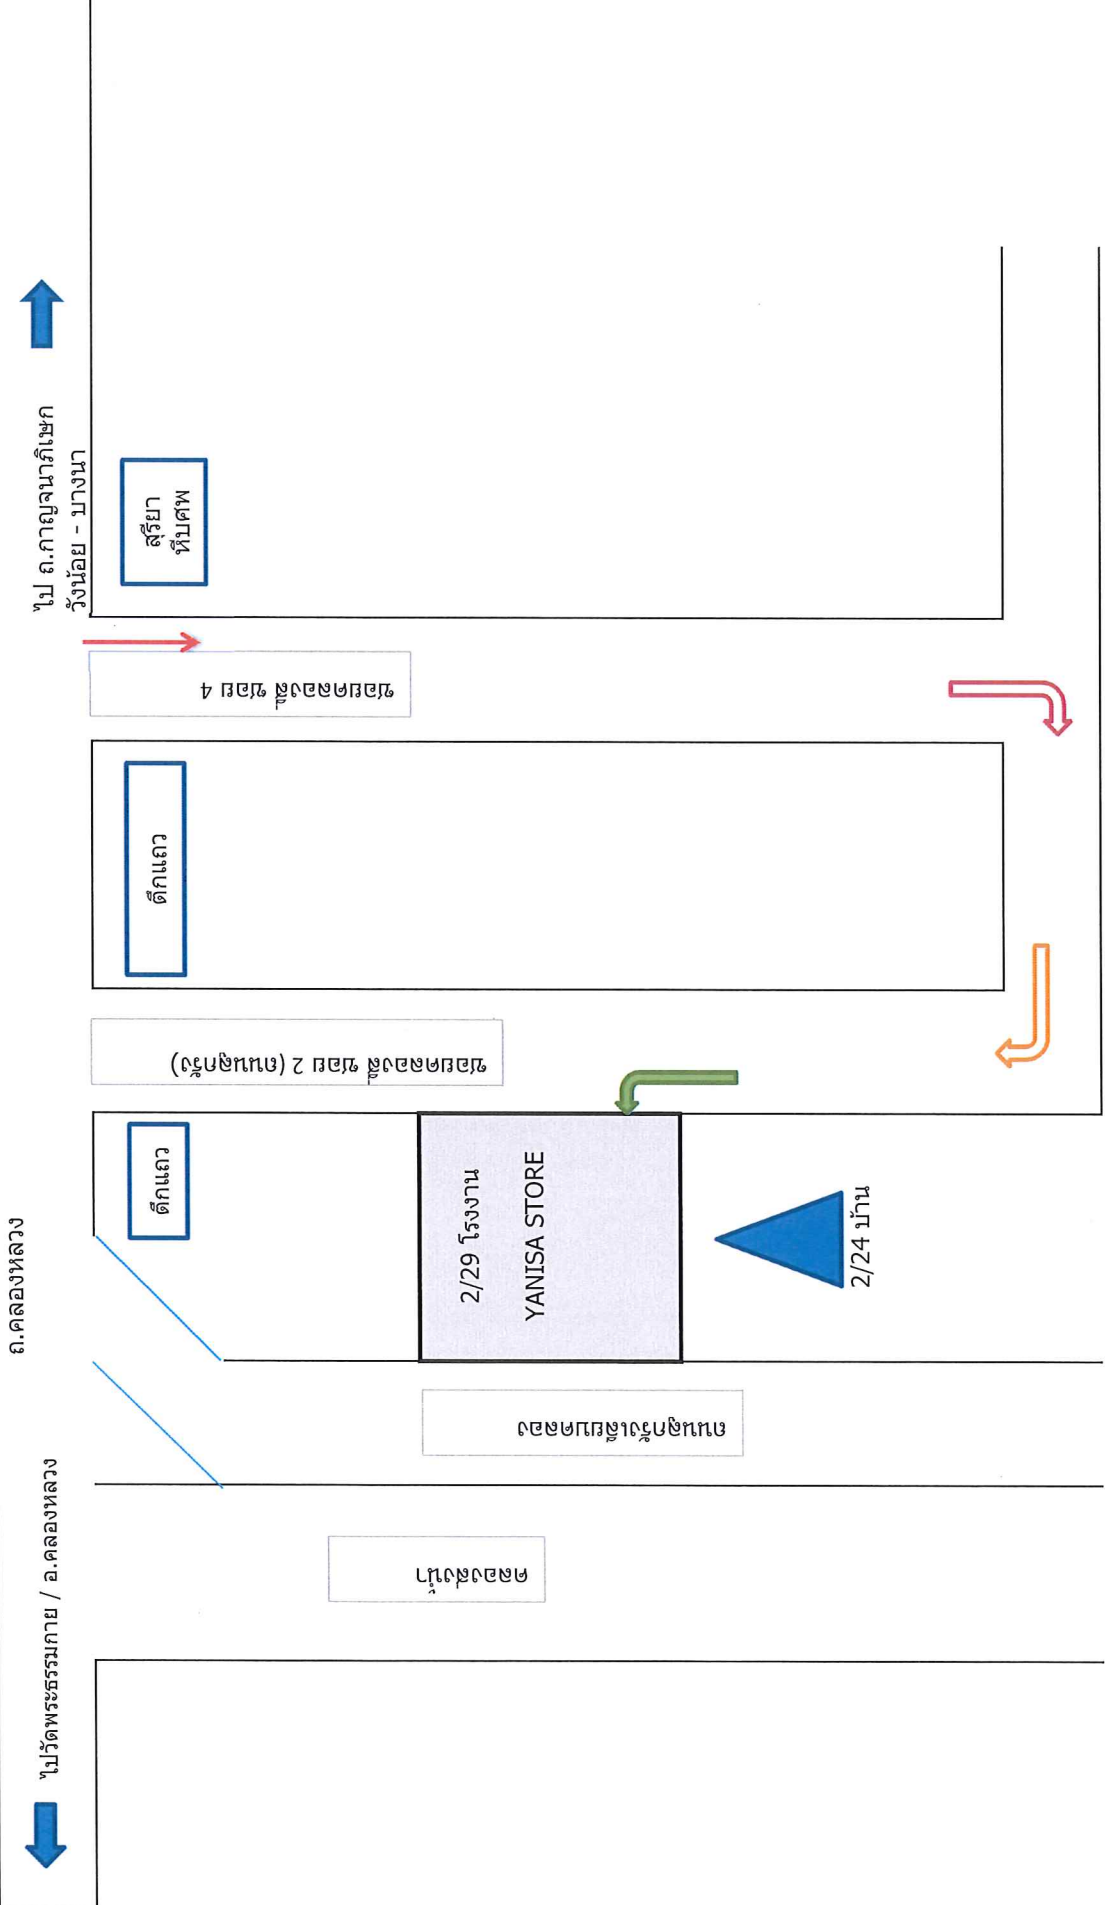 ถ.คลองหลวง
ไปวัดพระธรรมกาย / อ.คลองหลวง
ไป ถ.กาญจนาภิเษก
วังน้อย - บางนา
ตึกแถว
ตึกแถว
สุริยา
หีบศพ
คลองส่งน้ำ
ถนนลูกรังเลียบคลอง
ซอยคลองสี่ ซอย 2 (ถนนลูกรัง)
ซอยคลองสี่ ซอย 4
2/29 โรงงาน
YANISA STORE
2/24 บ้าน